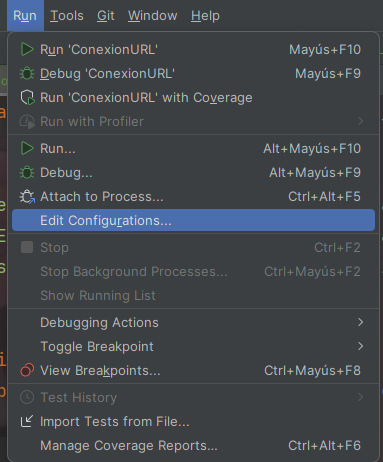 Run Tools Git Window Help
Run 'ConexionURL' Mayús+F10
Debug 'ConexionURL' Mayús+F9
Run 'ConexionURL' with Coverage
Run with Profiler
Run... Alt+Mayús+F10
Debug... Alt+Mayús+F9
Attach to Process... Ctrl+Alt+F5
Edit Configurations...
Stop Ctrl+F2
Stop Background Processes... Ctrl+Mayús+F2
Show Running List
Debugging Actions
Toggle Breakpoint
View Breakpoints... Ctrl+Mayús+F8
Test History
Import Tests from File...
Manage Coverage Reports... Ctrl+Alt+F6